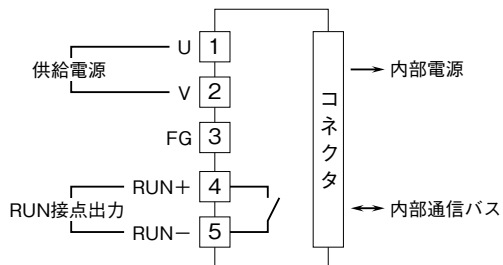 供給電源
U 1
V 2
FG 3
RUN接点出力
RUN+ 4
RUN− 5
コネクタ
内部電源
内部通信バス